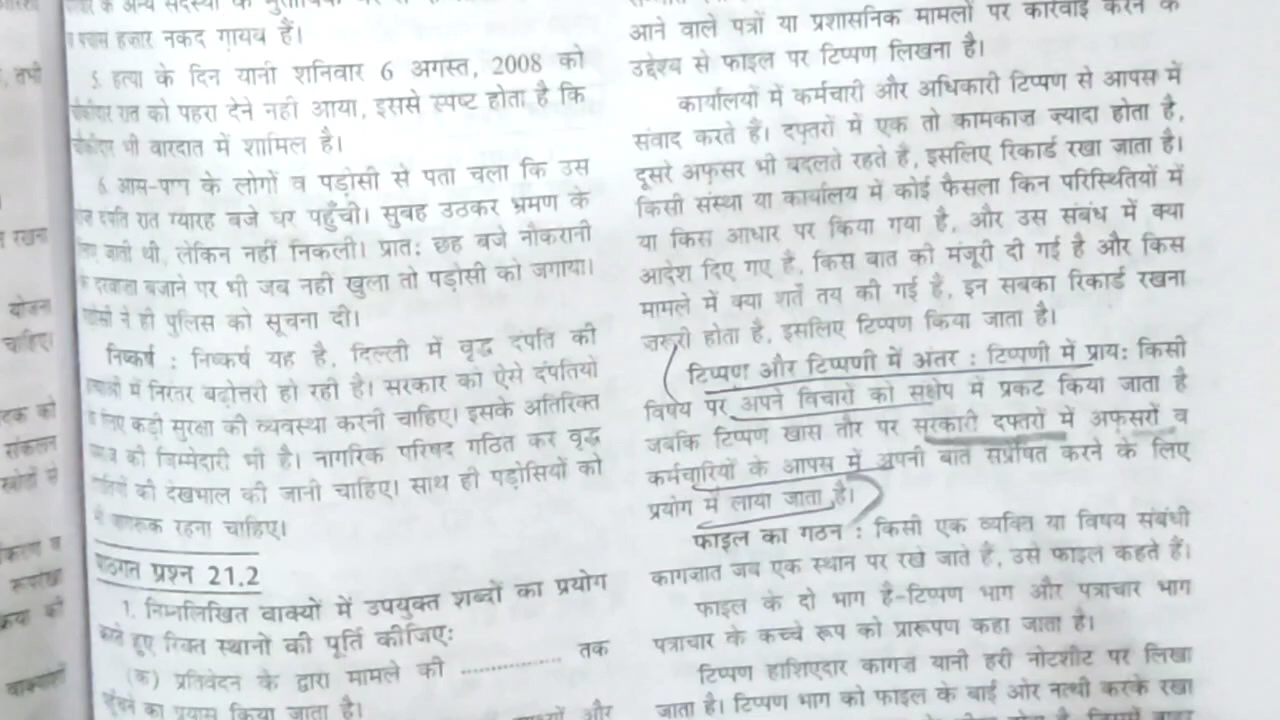 हजार नकद गायब हैं।
5. हत्या के दिन यानी शनिवार 6 अगस्त, 2008 को
रात को पहरा देने नहीं आया, इससे स्पष्ट होता है कि
भी वारदात में शामिल है।
6. आस-पास के लोगों व पड़ोसी से पता चला कि उस
दंपति रात ग्यारह बजे घर पहुँची। सुबह उठकर भ्रमण के
जाती थी, लेकिन नहीं निकली। प्रातः छह बजे नौकरानी
दरवाजा बजाने पर भी जब नहीं खुला तो पड़ोसी को जगाया।
ने ही पुलिस को सूचना दी।
निष्कर्ष : निष्कर्ष यह है, दिल्ली में वृद्ध दंपति की
में निरंतर बढ़ोत्तरी हो रही है। सरकार को ऐसे दंपतियों
लिए कड़ी सुरक्षा की व्यवस्था करनी चाहिए। इसके अतिरिक्त
की जिम्मेदारी भी है। नागरिक परिषद गठित कर वृद्ध
की देखभाल की जानी चाहिए। साथ ही पड़ोसियों को
रहना चाहिए।
पाठगत प्रश्न 21.2
1. निम्नलिखित वाक्यों में उपयुक्त शब्दों का प्रयोग
हुए रिक्त स्थानों की पूर्ति कीजिएः
(क) प्रतिवेदन के द्वारा मामले की ................ तक
का प्रयास किया जाता है।
और
आने वाले पत्रों या प्रशासनिक मामलों पर कार्रवाई करने के
उद्देश्य से फाइल पर टिप्पण लिखना है।
कार्यालयों में कर्मचारी और अधिकारी टिप्पण से आपस में
संवाद करते हैं। दफ्तरों में एक तो कामकाज ज्यादा होता है,
दूसरे अफसर भी बदलते रहते है, इसलिए रिकार्ड रखा जाता है।
किसी संस्था या कार्यालय में कोई फैसला किन परिस्थितियों में
या किस आधार पर किया गया है, और उस संबंध में क्या
आदेश दिए गए है, किस बात की मंजूरी दी गई है और किस
मामले में क्या शर्ते तय की गई है, इन सबका रिकार्ड रखना
जरूरी होता है, इसलिए टिप्पण किया जाता है।
टिप्पण और टिप्पणी में अंतर : टिप्पणी में प्रायः किसी
विषय पर अपने विचारों को संक्षेप में प्रकट किया जाता है
जबकि टिप्पण खास तौर पर सरकारी दफ्तरों में अफसरों व
कर्मचारियों के आपस में अपनी बात संप्रेषित करने के लिए
प्रयोग में लाया जाता है।
फाइल का गठन : किसी एक व्यक्ति या विषय संबंधी
कागजात जब एक स्थान पर रखे जाते है, उसे फाइल कहते हैं।
फाइल के दो भाग है-टिप्पण भाग और पत्राचार भाग
पत्राचार के कच्चे रूप को प्रारूपण कहा जाता है।
टिप्पण हाशिएदार कागज यानी हरी नोटशीट पर लिखा
जाता है। टिप्पण भाग को फाइल के बाई ओर नत्थी करके रखा